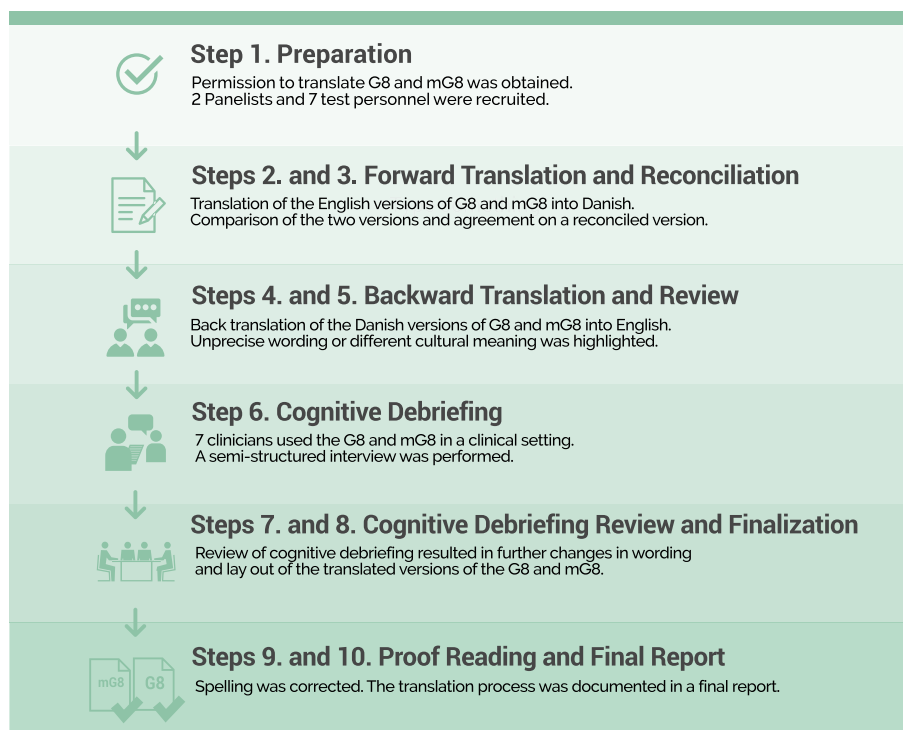 Step 1. Preparation
Permission to translate G8 and mG8 was obtained.
2 Panelists and 7 test personnel were recruited.
Steps 2. and 3. Forward Translation and Reconciliation
Translation of the English versions of G8 and mG8 into Danish.
Comparison of the two versions and agreement on a reconciled version.
Steps 4. and 5. Backward Translation and Review
Back translation of the Danish versions of G8 and mG8 into English.
Unprecise wording or different cultural meaning was highlighted.
Step 6. Cognitive Debriefing
7 clinicians used the G8 and mG8 in a clinical setting.
A semi-structured interview was performed.
Steps 7. and 8. Cognitive Debriefing Review and Finalization
Review of cognitive debriefing resulted in further changes in wording
and lay out of the translated versions of the G8 and mG8.
Steps 9. and 10. Proof Reading and Final Report
mG8 G8
Spelling was corrected. The translation process was documented in a final report.